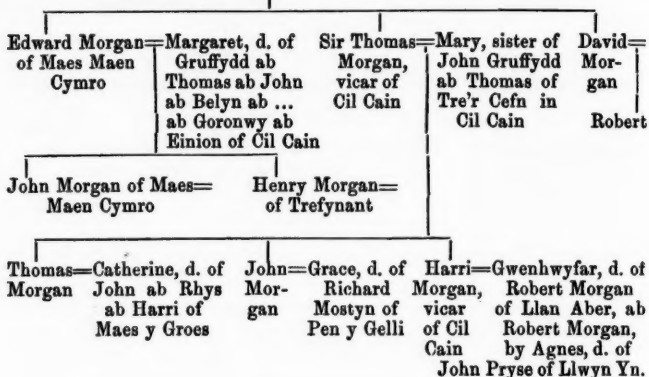 Edward Morgan=Margaret, d. of Sir Thomas=Mary, sister of David=
of Maes Maen Gruffydd ab Morgan, John Gruffydd Mor-
Cymro Thomas ab John vicar of ab Thomas of gan
ab Belyn ab ... Cil Cain Tre'r Cefn in
ab Goronwy ab Cil Cain Robert
Einion of Cil Cain
John Morgan of Maes= Henry Morgan=
Maen Cymro of Trefynant
Thomas=Catherine, d. of John=Grace, d. of Harri=Gwenhwyfar, d. of
Morgan John ab Rhys Mor- Richard Morgan, Robert Morgan
ab Harri of gan Mostyn of vicar of Llan Aber, ab
Maes y Groes Pen y Gelli of Cil Robert Morgan,
Cain by Agnes, d. of
John Pryse of Llwyn Yn.